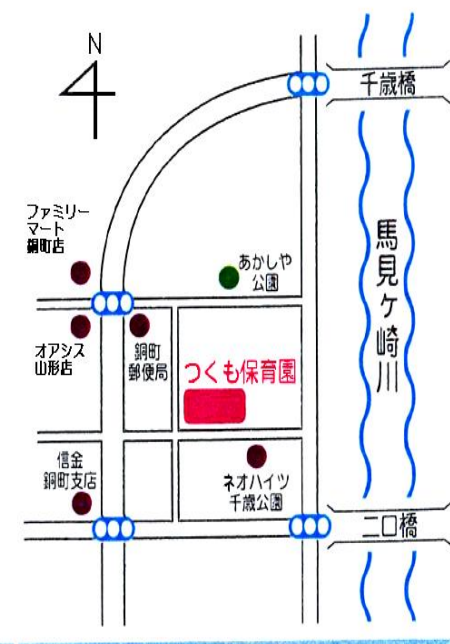 N
千歳橋
ファミリー
マート
銅町店
あかしや
公園
馬見ヶ崎川
オアシス
山形店
銅町
郵便局
つくも保育園
信金
銅町支店
ネオハイツ
千歳公園
二口橋